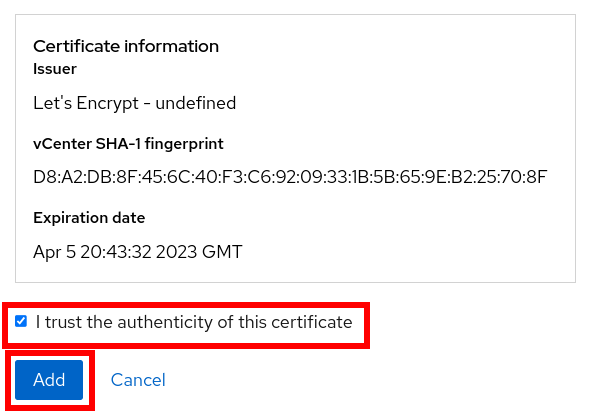 Certificate information
Issuer
Let's Encrypt - undefined
vCenter SHA-1 fingerprint
D8:A2:DB:8F:45:6C:40:F3:C6:92:09:33:1B:5B:65:9E:B2:25:70:8F
Expiration date
Apr 5 20:43:32 2023 GMT
I trust the authenticity of this certificate
Add Cancel